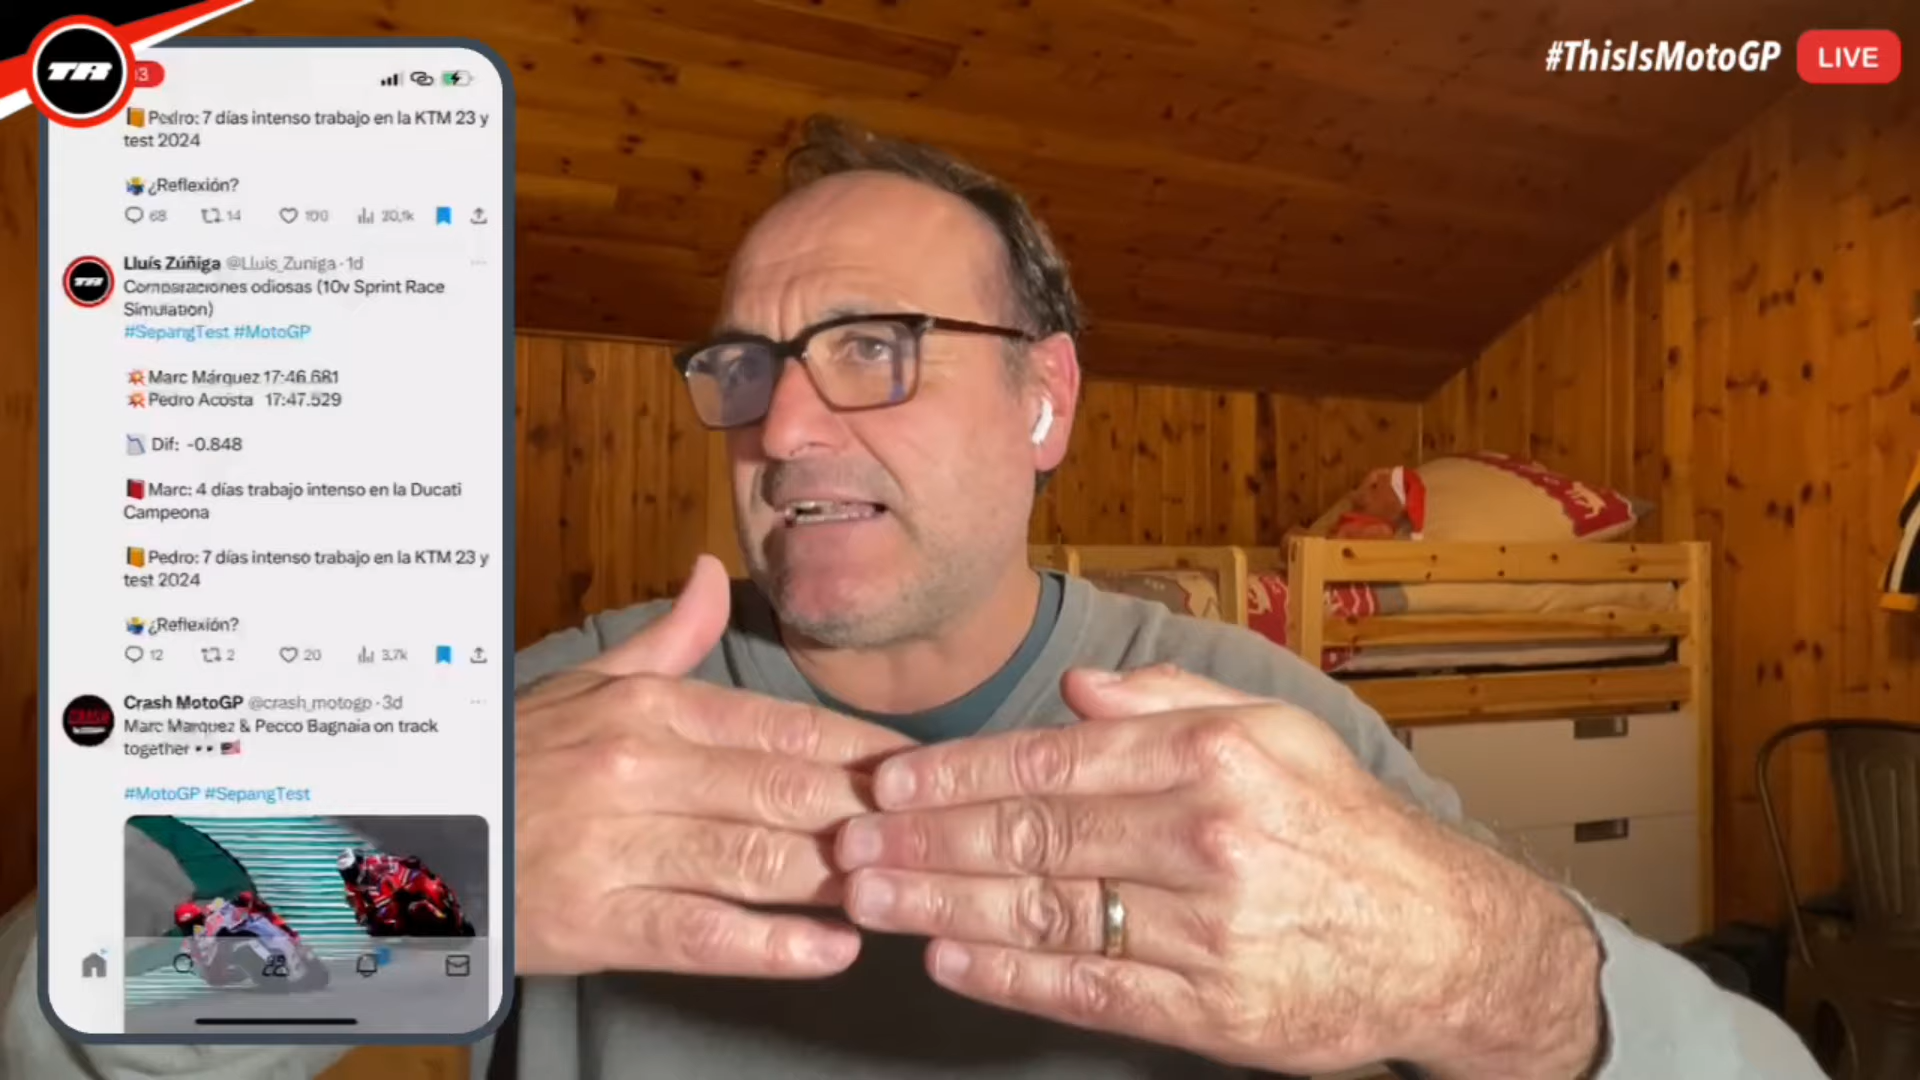 TR
3
#ThisIsMotoGP
LIVE
Pedro: 7 días intenso trabajo en la KTM 23 y
test 2024
¿Reflexión?
68 14 100 20,1k
Lluís Zúñiga @Lluis_Zuniga · 1d
Comparaciones odiosas (10v Sprint Race
Simulation)
#SepangTest #MotoGP
Marc Márquez 17:46.681
Pedro Acosta 17:47.529
Dif: -0.848
Marc: 4 días trabajo intenso en la Ducati
Campeona
Pedro: 7 días intenso trabajo en la KTM 23 y
test 2024
¿Reflexión?
12 2 20 3,7k
Crash MotoGP @crash_motogp · 3d
Marc Marquez & Pecco Bagnaia on track
together
#MotoGP #SepangTest